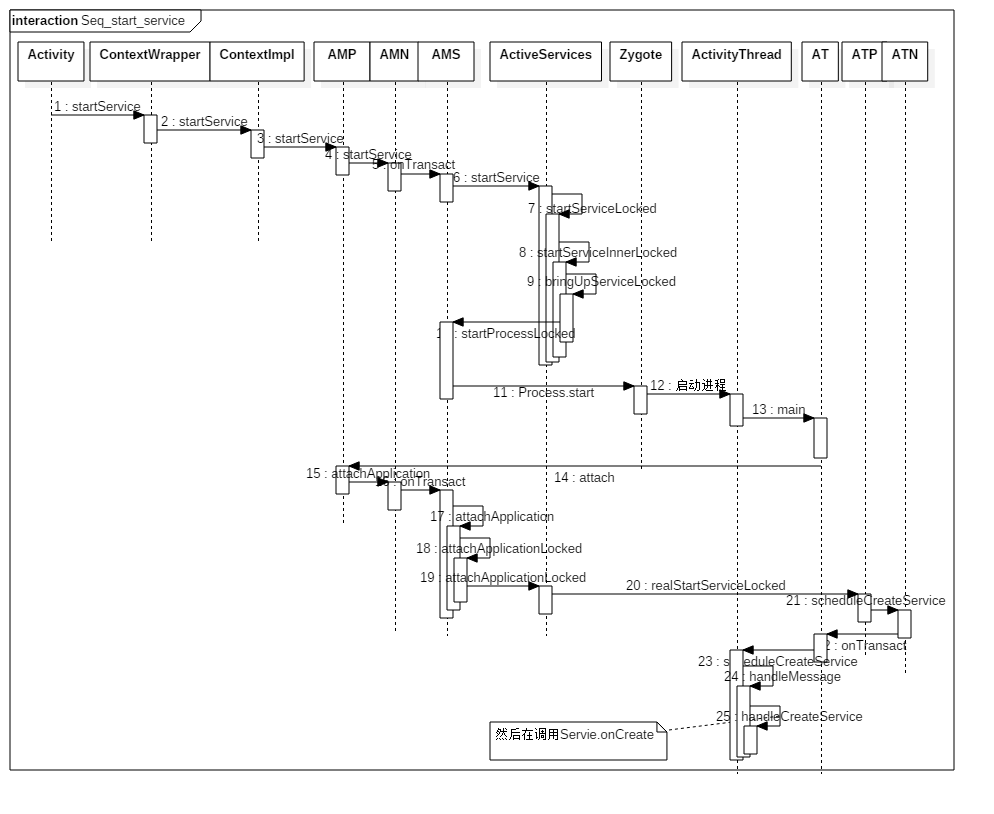 interaction Seq_start_service
Activity
ContextWrapper
ContextImpl
AMP
AMN
AMS
ActiveServices
Zygote
ActivityThread
AT
ATP
ATN
1 : startService
2 : startService
3 : startService
4 : startService
5 : onTransact
6 : startService
7 : startServiceLocked
8 : startServiceInnerLocked
9 : bringUpServiceLocked
: startProcessLocked
11 : Process.start
12 : 启动进程
13 : main
14 : attach
15 : attachApplication
: onTransact
17 : attachApplication
18 : attachApplicationLocked
19 : attachApplicationLocked
20 : realStartServiceLocked
21 : scheduleCreateService
2 : onTransact
23 : scheduleCreateService
24 : handleMessage
25 : handleCreateService
然后在调用Servie.onCreate